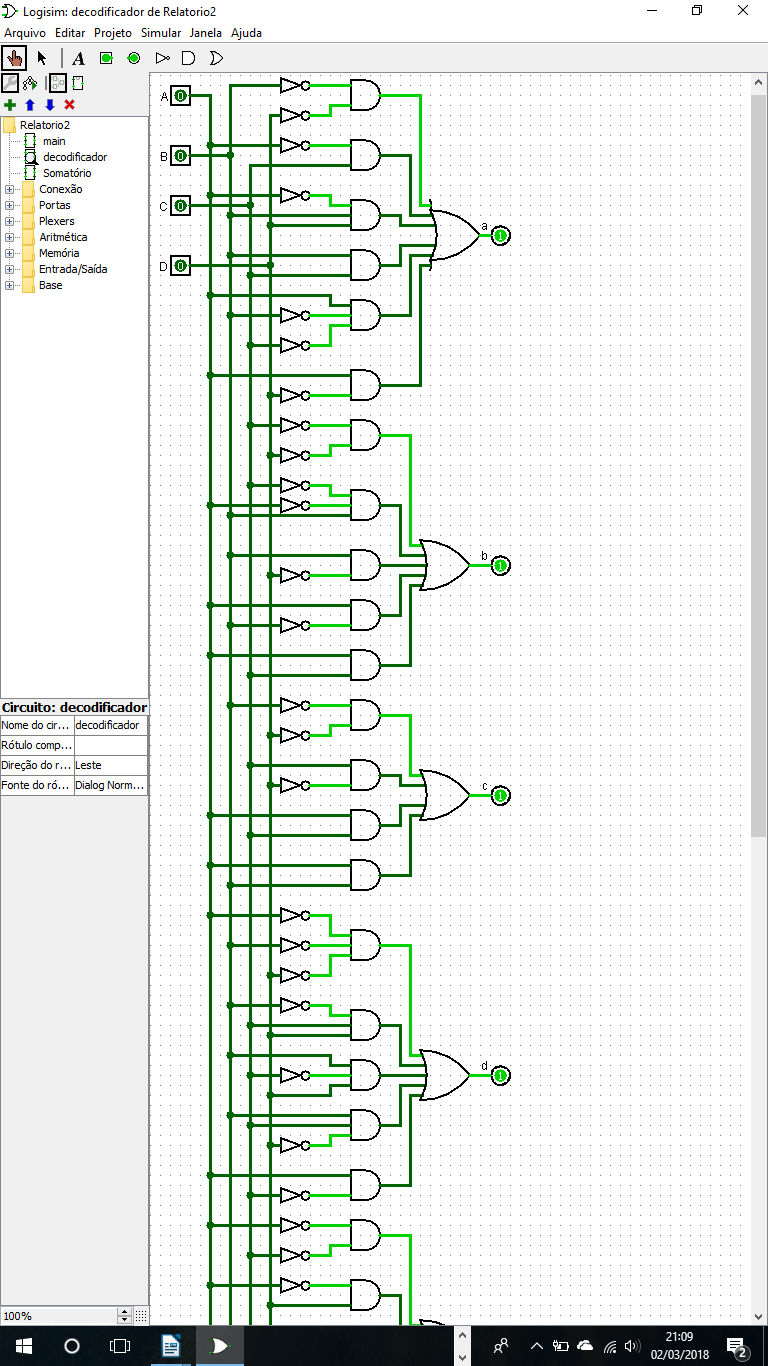 Logisim: decodificador de Relatorio2
Arquivo Editar Projeto Simular Janela Ajuda
A
Relatorio2
main
decodificador
Somatório
Conexão
Portas
Plexers
Aritmética
Memória
Entrada/Saída
Base
Circuito: decodificador
Nome do cir... decodificador
Rótulo comp...
Direção do r... Leste
Fonte do ró... Dialog Norm...
100%
A 0
B 0
C 0
D 0
a 1
b 1
c 1
d 1
21:09
02/03/2018
2